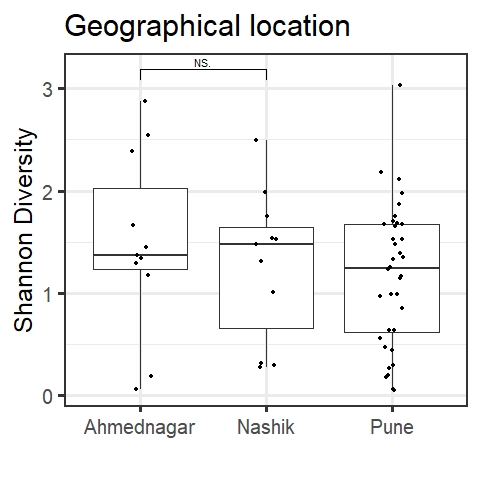 Geographical location
NS.
3
2
1
0
Shannon Diversity
Ahmednagar Nashik Pune